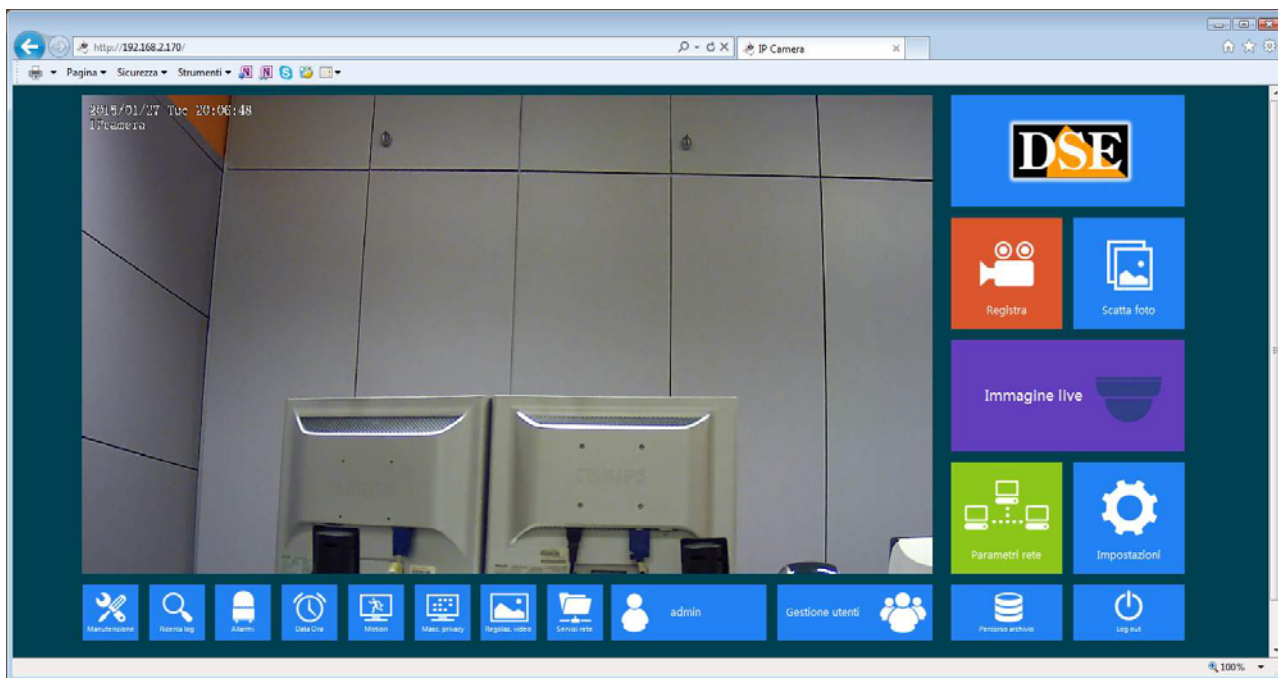 http://192.168.2.170/
IP Camera
Pagina
Sicurezza
Strumenti
2015/01/27 Tue 20:06:48
IPcamera
DSE
Registra
Scatta foto
Immagine live
PHILIPS
Parametri rete
Impostazioni
Manutenzione
Ricerca log
Allarmi
Data Ora
Motion
Masc. privacy
Regolaz. video
Servizi rete
admin
Gestione utenti
Percorso archivio
Log out
100%